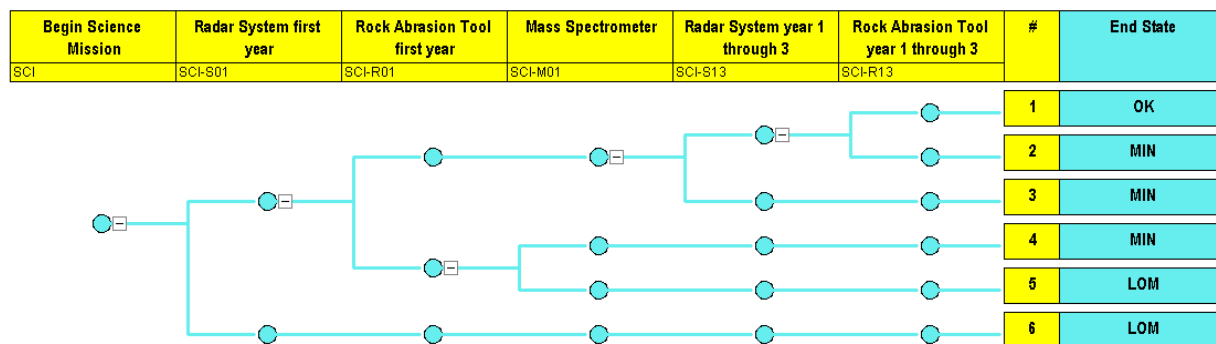 Begin Science Mission
Radar System first year
Rock Abrasion Tool first year
Mass Spectrometer
Radar System year 1 through 3
Rock Abrasion Tool year 1 through 3
#
End State
SCI
SCI-S01
SCI-R01
SCI-M01
SCI-S13
SCI-R13
1 OK
2 MIN
3 MIN
4 MIN
5 LOM
6 LOM